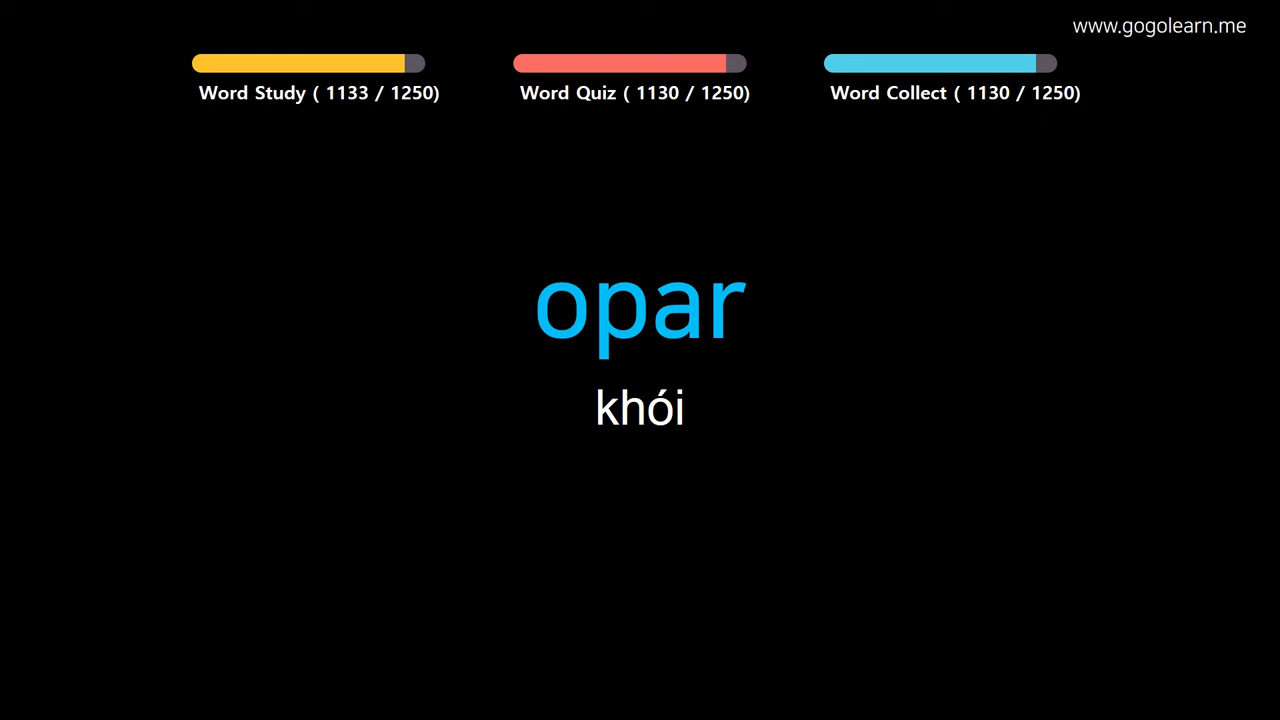 www.gogolearn.me
Word Study ( 1133 / 1250)
Word Quiz ( 1130 / 1250)
Word Collect ( 1130 / 1250)
opar
khói